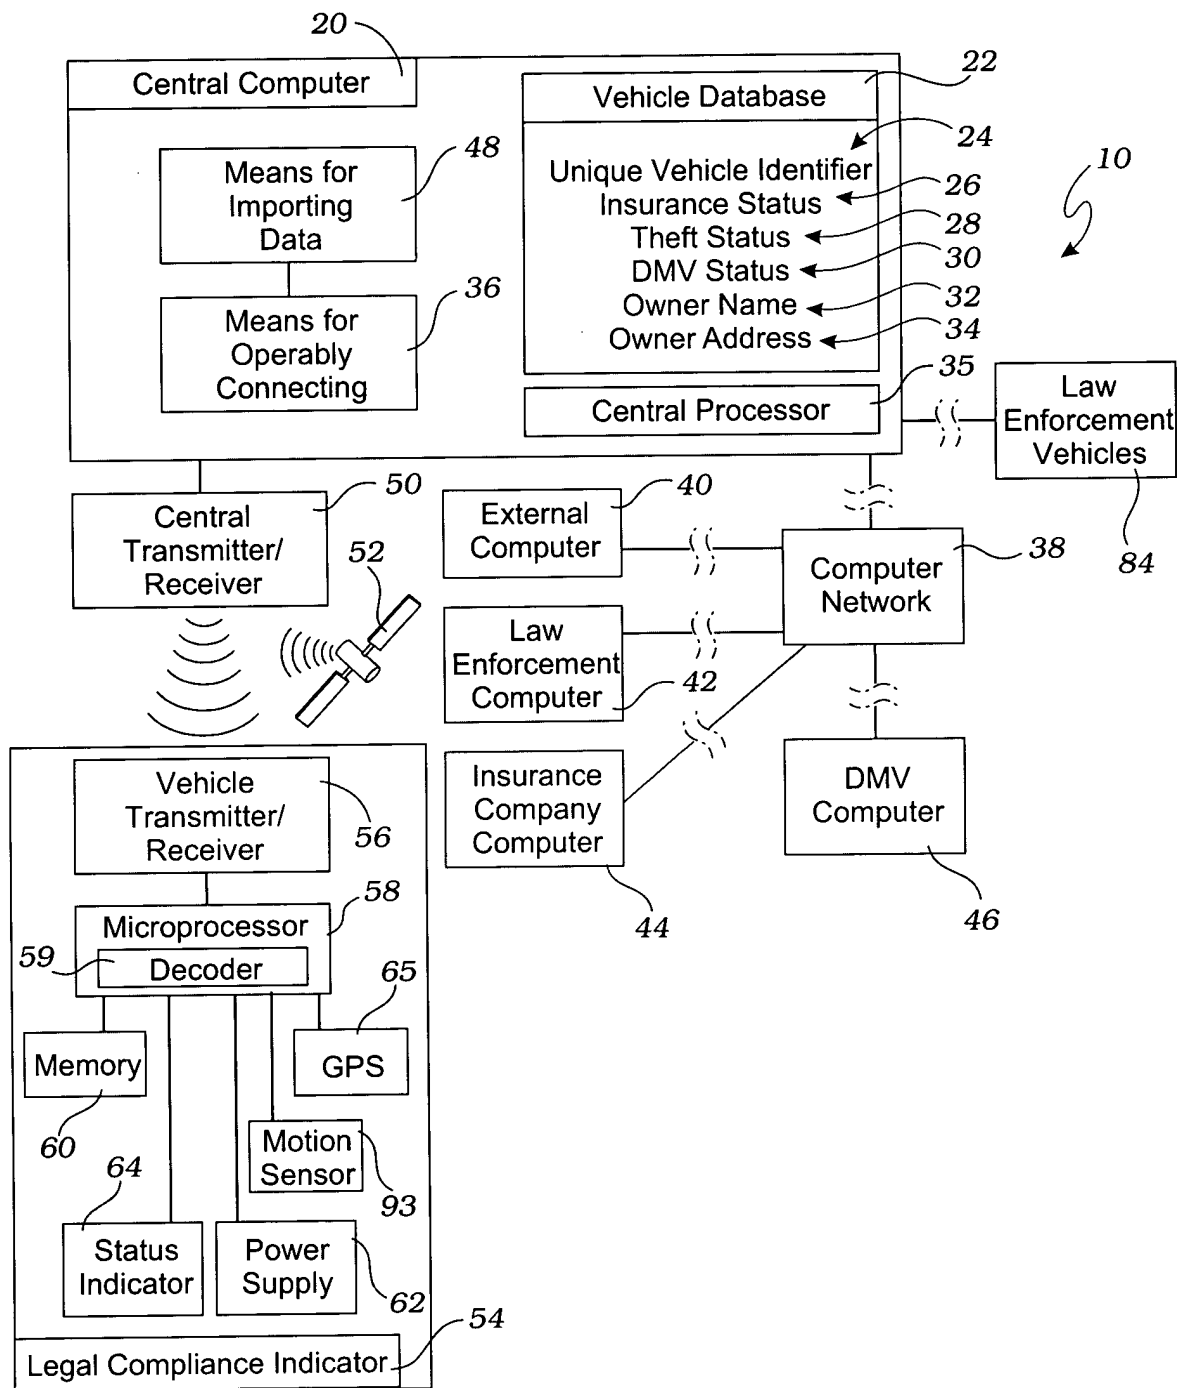 20
Central Computer
22
Vehicle Database
24
Unique Vehicle Identifier
26
Insurance Status
28
Theft Status
30
DMV Status
32
Owner Name
34
Owner Address
10
48
Means for
Importing
Data
36
Means for
Operably
Connecting
35
Central Processor
Law
Enforcement
Vehicles
84
50
Central
Transmitter/
Receiver
52
40
External
Computer
38
Computer
Network
Law
Enforcement
Computer
42
Insurance
Company
Computer
44
DMV
Computer
46
Vehicle
Transmitter/
Receiver
56
58
Microprocessor
59
Decoder
65
GPS
Memory
60
Motion
Sensor
93
64
Status
Indicator
Power
Supply
62
54
Legal Compliance Indicator